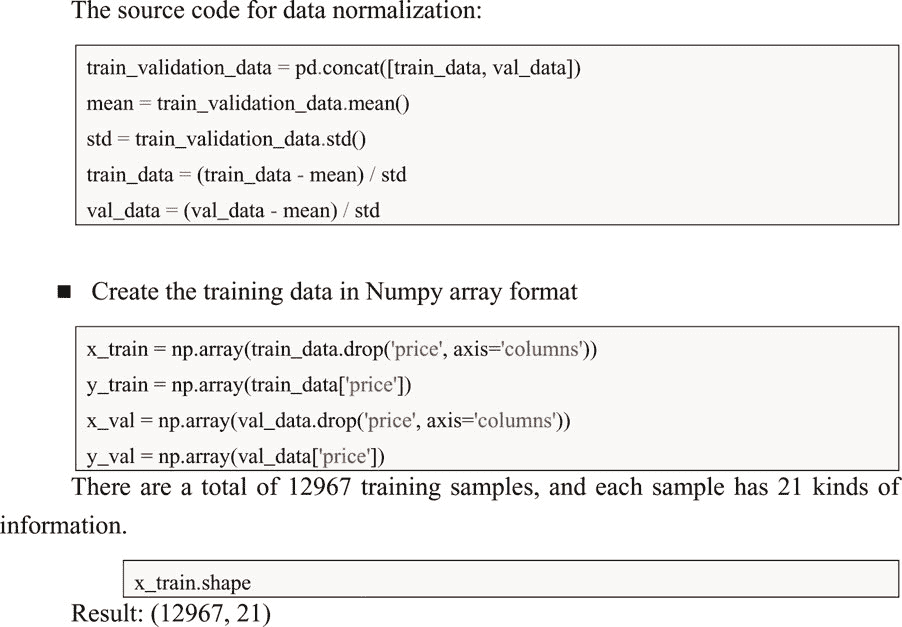 The source code for data normalization:
train_validation_data = pd.concat([train_data, val_data])
mean = train_validation_data.mean()
std = train_validation_data.std()
train_data = (train_data - mean) / std
val_data = (val_data - mean) / std
■ Create the training data in Numpy array format
x_train = np.array(train_data.drop('price', axis='columns'))
y_train = np.array(train_data['price'])
x_val = np.array(val_data.drop('price', axis='columns'))
y_val = np.array(val_data['price'])
There are a total of 12967 training samples, and each sample has 21 kinds of
information.
x_train.shape
Result: (12967, 21)